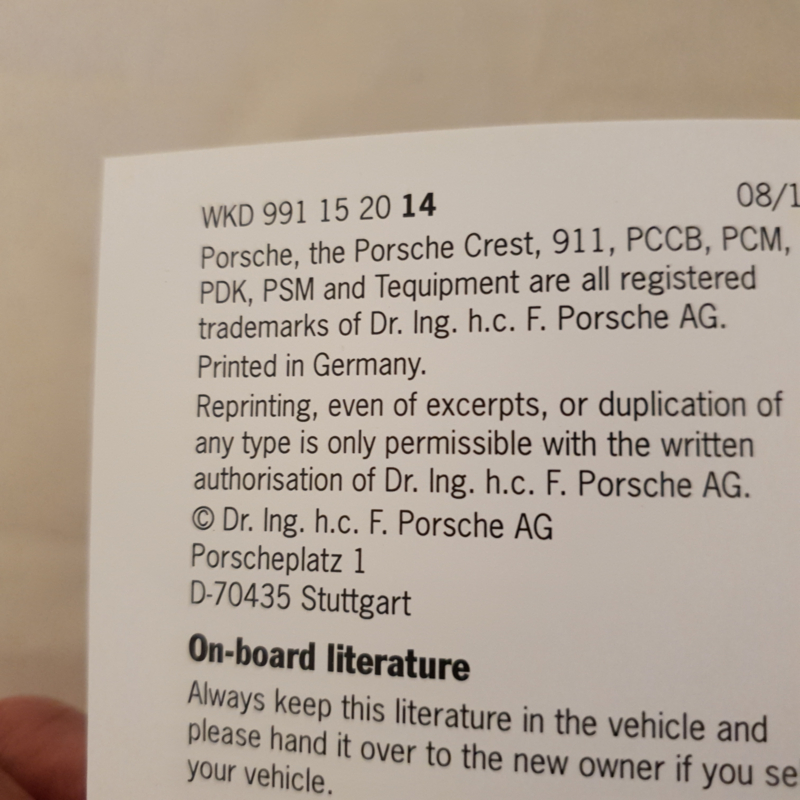 WKD 991 15 20 14 08/1
Porsche, the Porsche Crest, 911, PCCB, PCM,
PDK, PSM and Tequipment are all registered
trademarks of Dr. Ing. h.c. F. Porsche AG.
Printed in Germany.
Reprinting, even of excerpts, or duplication of
any type is only permissible with the written
authorisation of Dr. Ing. h.c. F. Porsche AG.
© Dr. Ing. h.c. F. Porsche AG
Porscheplatz 1
D-70435 Stuttgart
On-board literature
Always keep this literature in the vehicle and
please hand it over to the new owner if you se
your vehicle.